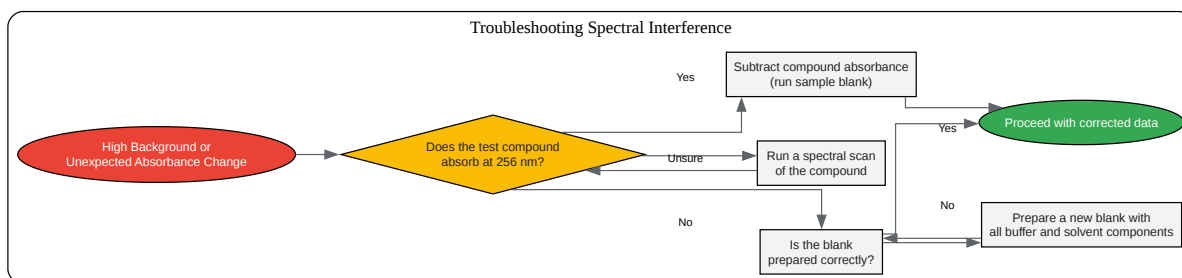 Troubleshooting Spectral Interference
High Background or
Unexpected Absorbance Change
Does the test compound
absorb at 256 nm?
Yes
Subtract compound absorbance
(run sample blank)
Unsure
Run a spectral scan
of the compound
No
Is the blank
prepared correctly?
Yes
Proceed with corrected data
No
Prepare a new blank with
all buffer and solvent components